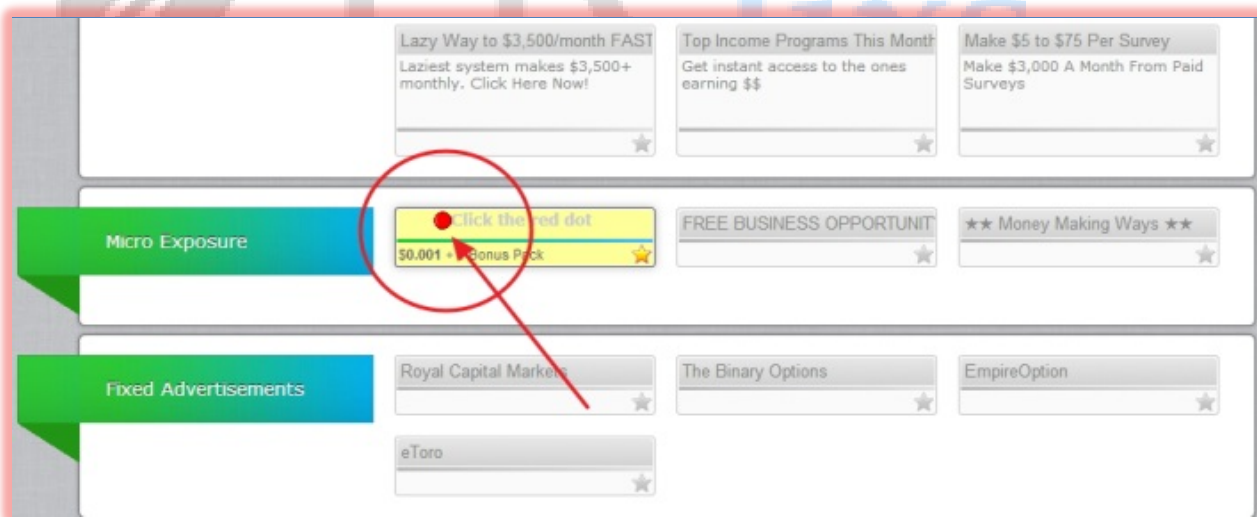 Lazy Way to $3,500/month FAST
Laziest system makes $3,500+
monthly. Click Here Now!
Top Income Programs This Month
Get instant access to the ones
earning $$
Make $5 to $75 Per Survey
Make $3,000 A Month From Paid
Surveys
Micro Exposure
Click the red dot
$0.001 + Bonus Pack
FREE BUSINESS OPPORTUNIT
★★ Money Making Ways ★★
Fixed Advertisements
Royal Capital Markets
The Binary Options
EmpireOption
eToro